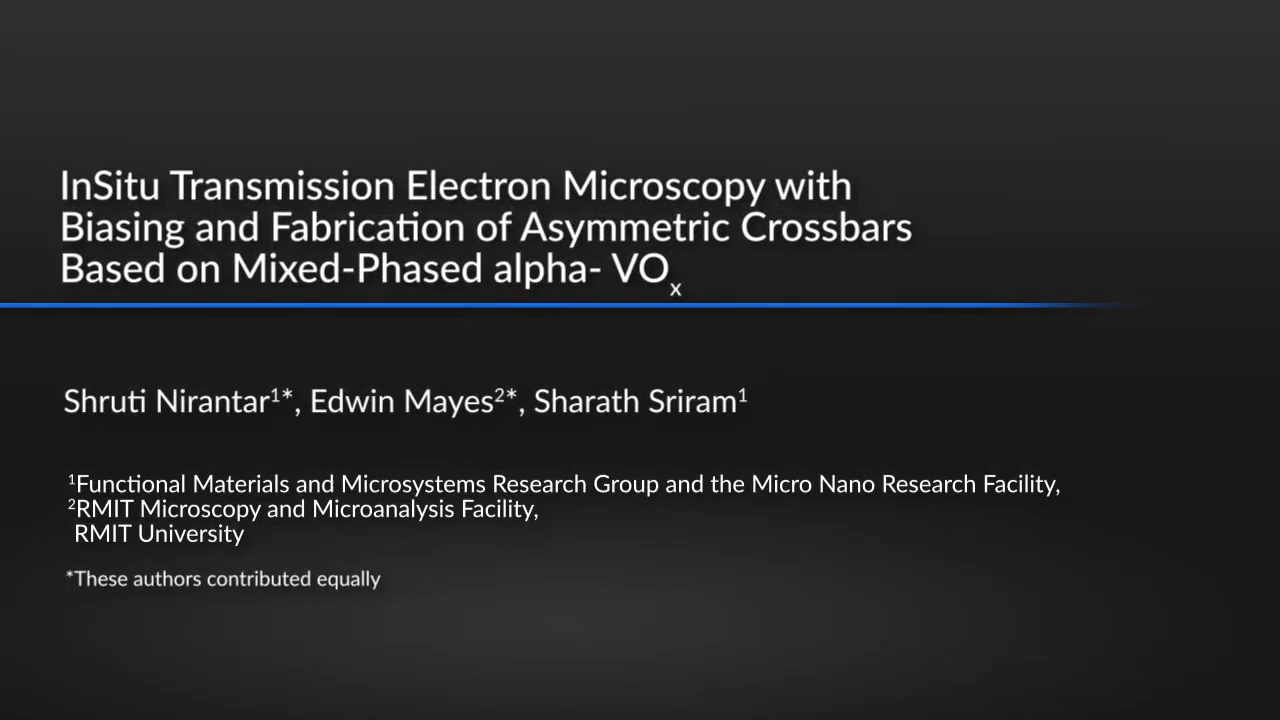 InSitu Transmission Electron Microscopy with
Biasing and Fabrication of Asymmetric Crossbars
Based on Mixed-Phased alpha- VOₓ
Shruti Nirantar¹*, Edwin Mayes²*, Sharath Sriram¹
¹Functional Materials and Microsystems Research Group and the Micro Nano Research Facility,
²RMIT Microscopy and Microanalysis Facility,
RMIT University
*These authors contributed equally